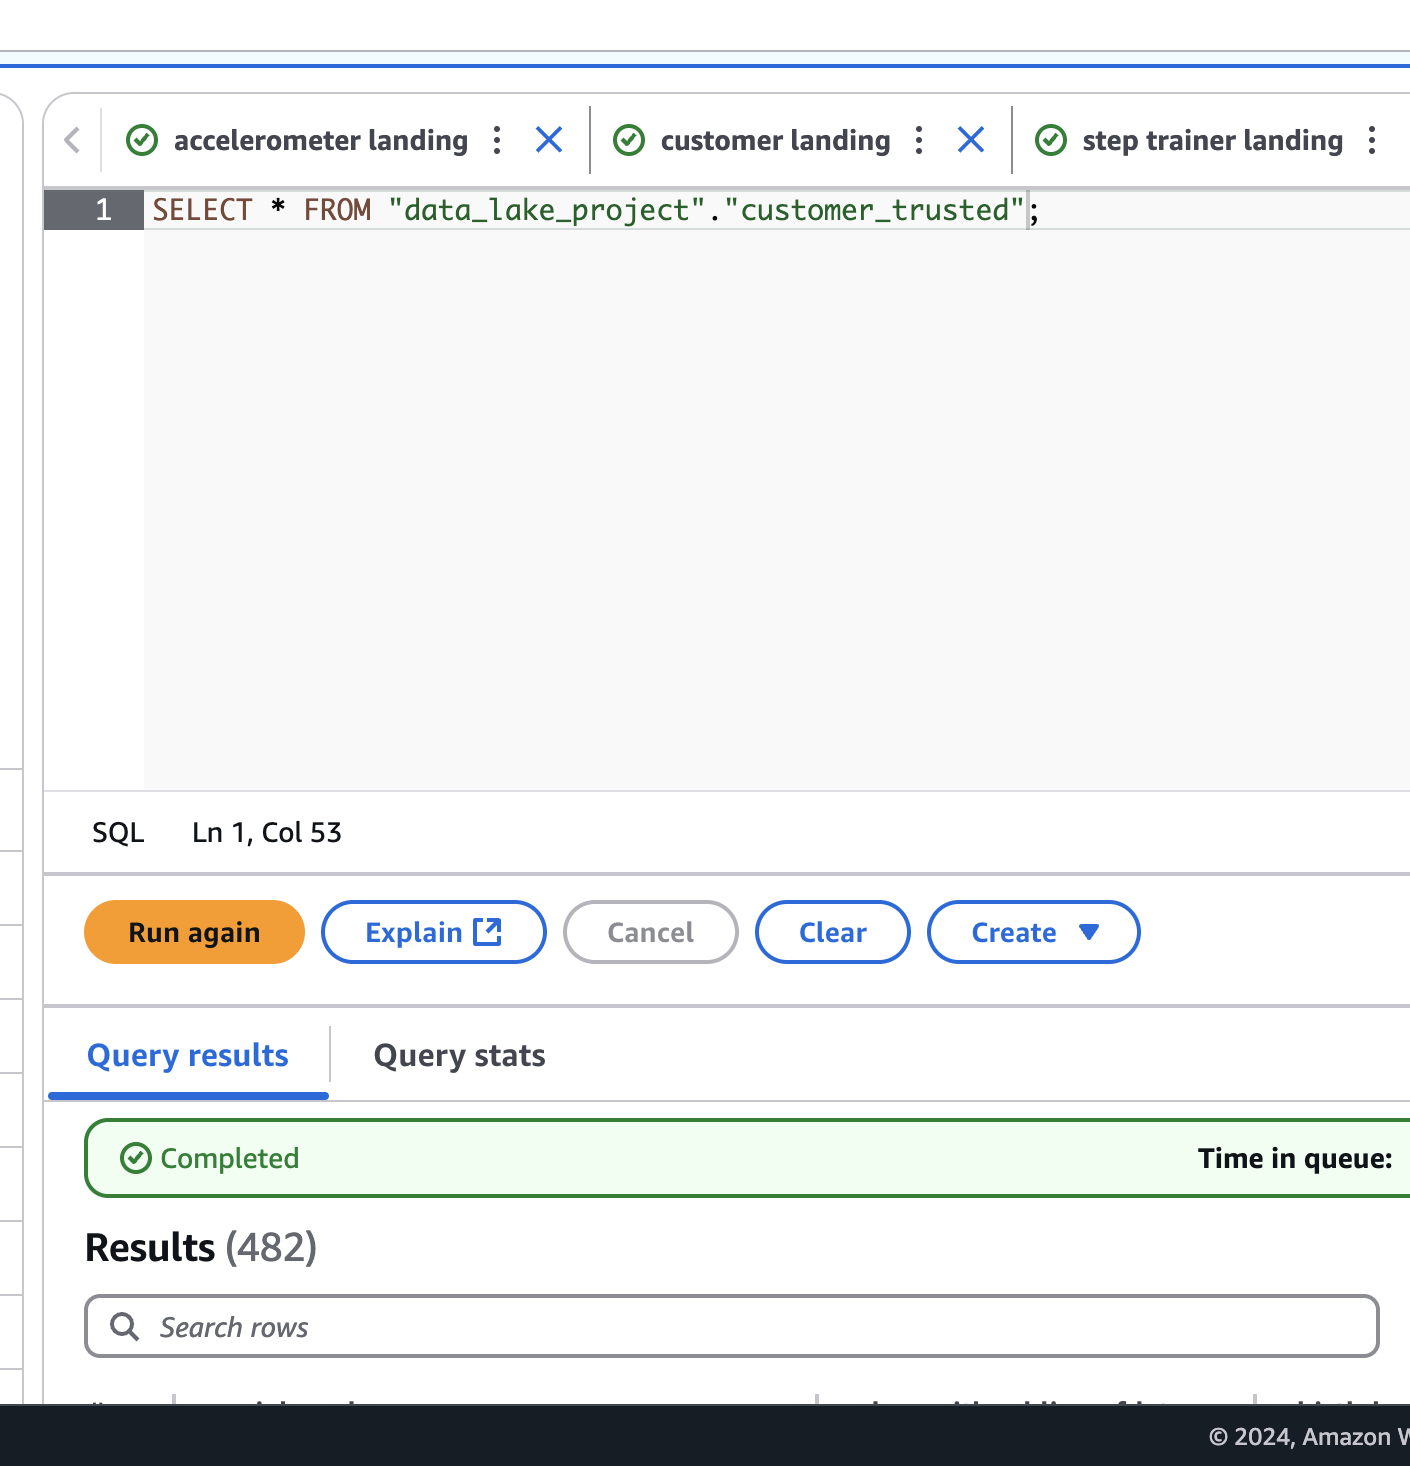 accelerometer landing
customer landing
step trainer landing
1 SELECT * FROM "data_lake_project"."customer_trusted";
SQL Ln 1, Col 53
Run again
Explain
Cancel
Clear
Create
Query results
Query stats
Completed
Time in queue:
Results (482)
Search rows
© 2024, Amazon